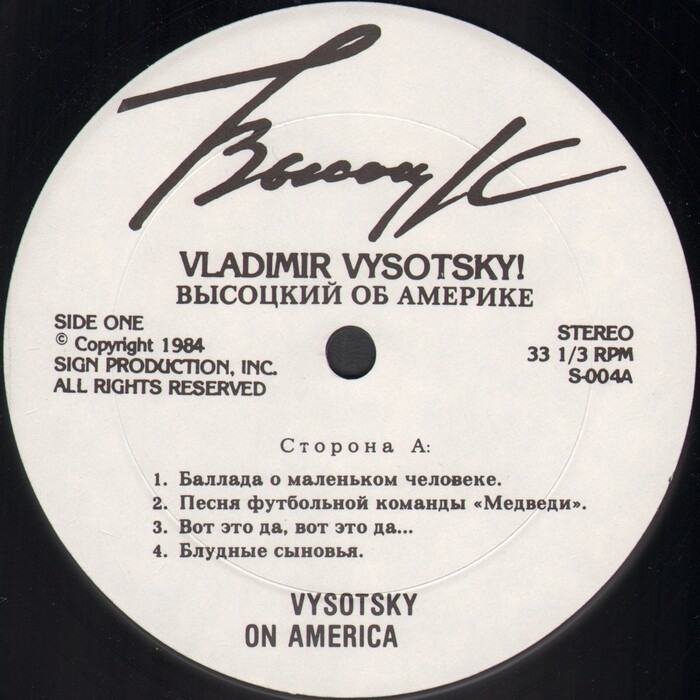 Высоцк
VLADIMIR VYSOTSKY!
ВЫСОЦКИЙ ОБ АМЕРИКЕ
SIDE ONE
© Copyright 1984
SIGN PRODUCTION, INC.
ALL RIGHTS RESERVED
STEREO
33 1/3 RPM
S-004A
Сторона А:
1. Баллада о маленьком человеке.
2. Песня футбольной команды «Медведи».
3. Вот это да, вот это да...
4. Блудные сыновья.
VYSOTSKY
ON AMERICA